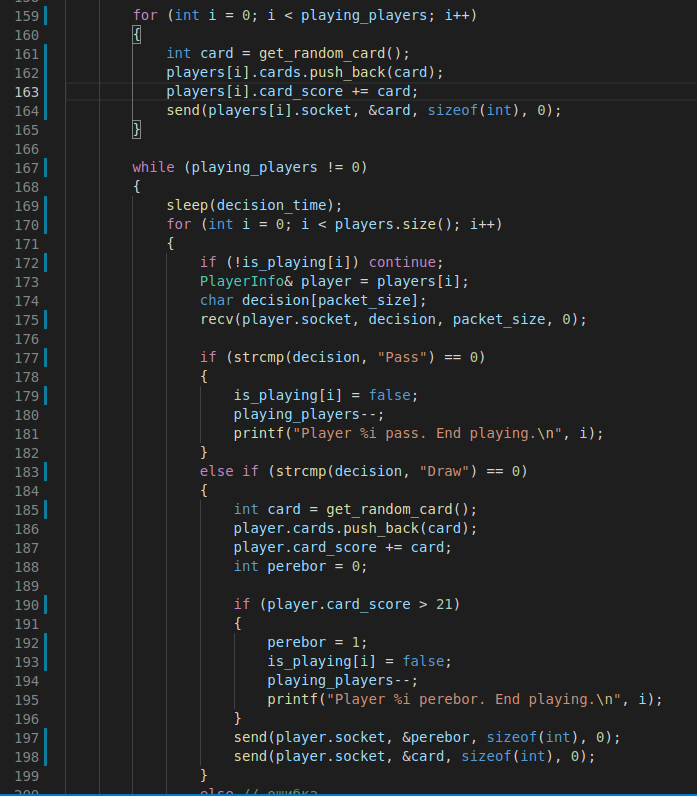 159 for (int i = 0; i < playing_players; i++)
160 {
161 int card = get_random_card();
162 players[i].cards.push_back(card);
163 players[i].card_score += card;
164 send(players[i].socket, &card, sizeof(int), 0);
165 }
166
167 while (playing_players != 0)
168 {
169 sleep(decision_time);
170 for (int i = 0; i < players.size(); i++)
171 {
172 if (!is_playing[i]) continue;
173 PlayerInfo& player = players[i];
174 char decision[packet_size];
175 recv(player.socket, decision, packet_size, 0);
176
177 if (strcmp(decision, "Pass") == 0)
178 {
179 is_playing[i] = false;
180 playing_players--;
181 printf("Player %i pass. End playing.\n", i);
182 }
183 else if (strcmp(decision, "Draw") == 0)
184 {
185 int card = get_random_card();
186 player.cards.push_back(card);
187 player.card_score += card;
188 int perebor = 0;
189
190 if (player.card_score > 21)
191 {
192 perebor = 1;
193 is_playing[i] = false;
194 playing_players--;
195 printf("Player %i perebor. End playing.\n", i);
196 }
197 send(player.socket, &perebor, sizeof(int), 0);
198 send(player.socket, &card, sizeof(int), 0);
199 }
200 else // ошибка